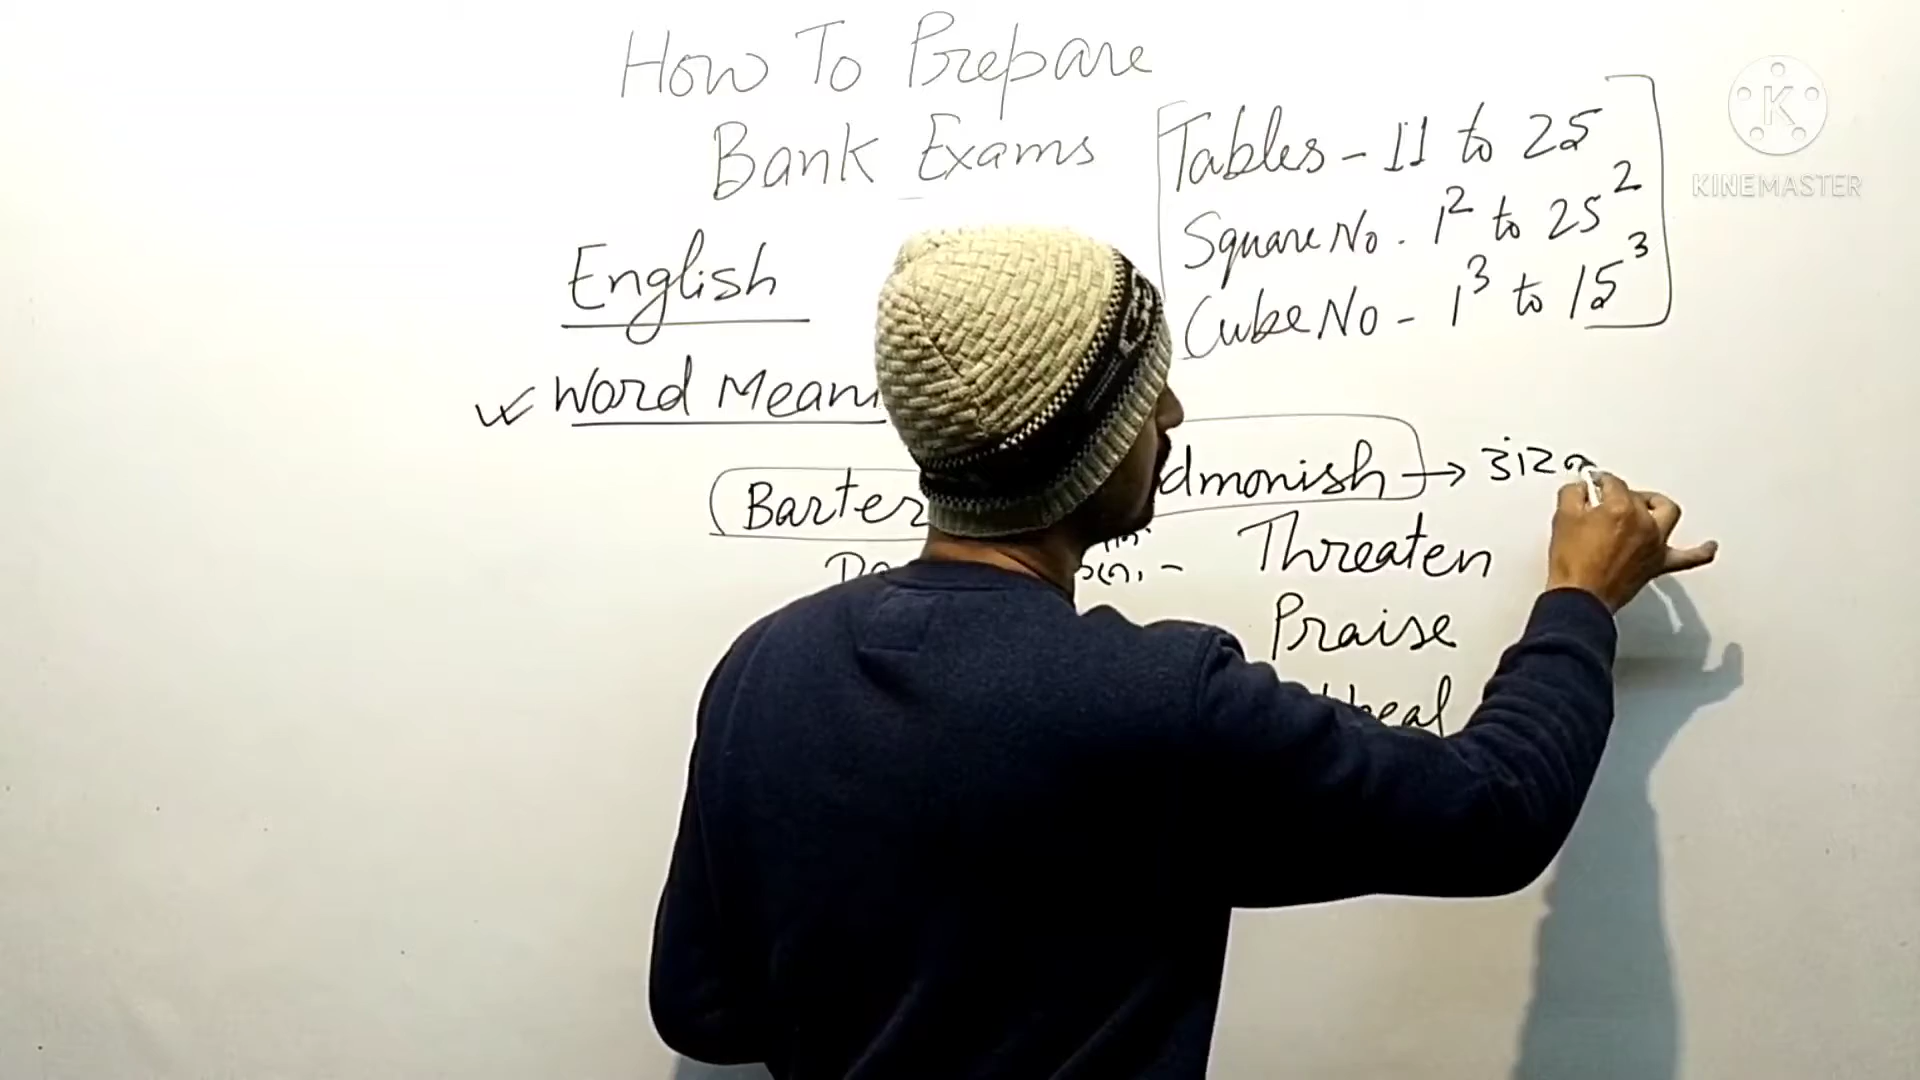 How To Prepare
Bank Exams
Tables - 11 to 25
Square No. 1² to 25²
Cube No - 1³ to 15³
KINEMASTER
English
Word Mean
Barter
dmonish →
Threaten
Praise